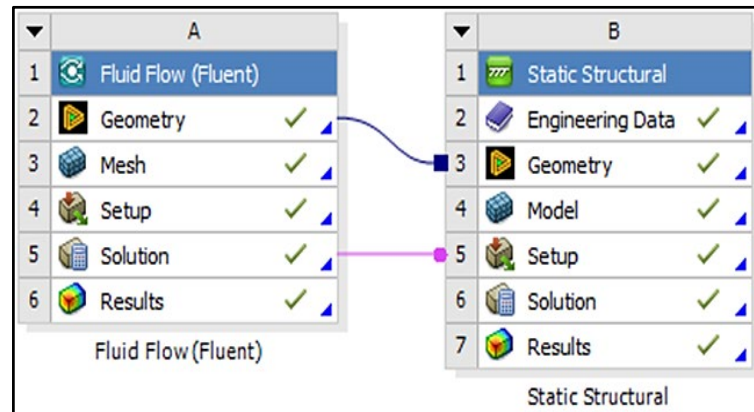 A
1 Fluid Flow (Fluent)
2 Geometry
3 Mesh
4 Setup
5 Solution
6 Results
Fluid Flow (Fluent)
B
1 Static Structural
2 Engineering Data
3 Geometry
4 Model
5 Setup
6 Solution
7 Results
Static Structural